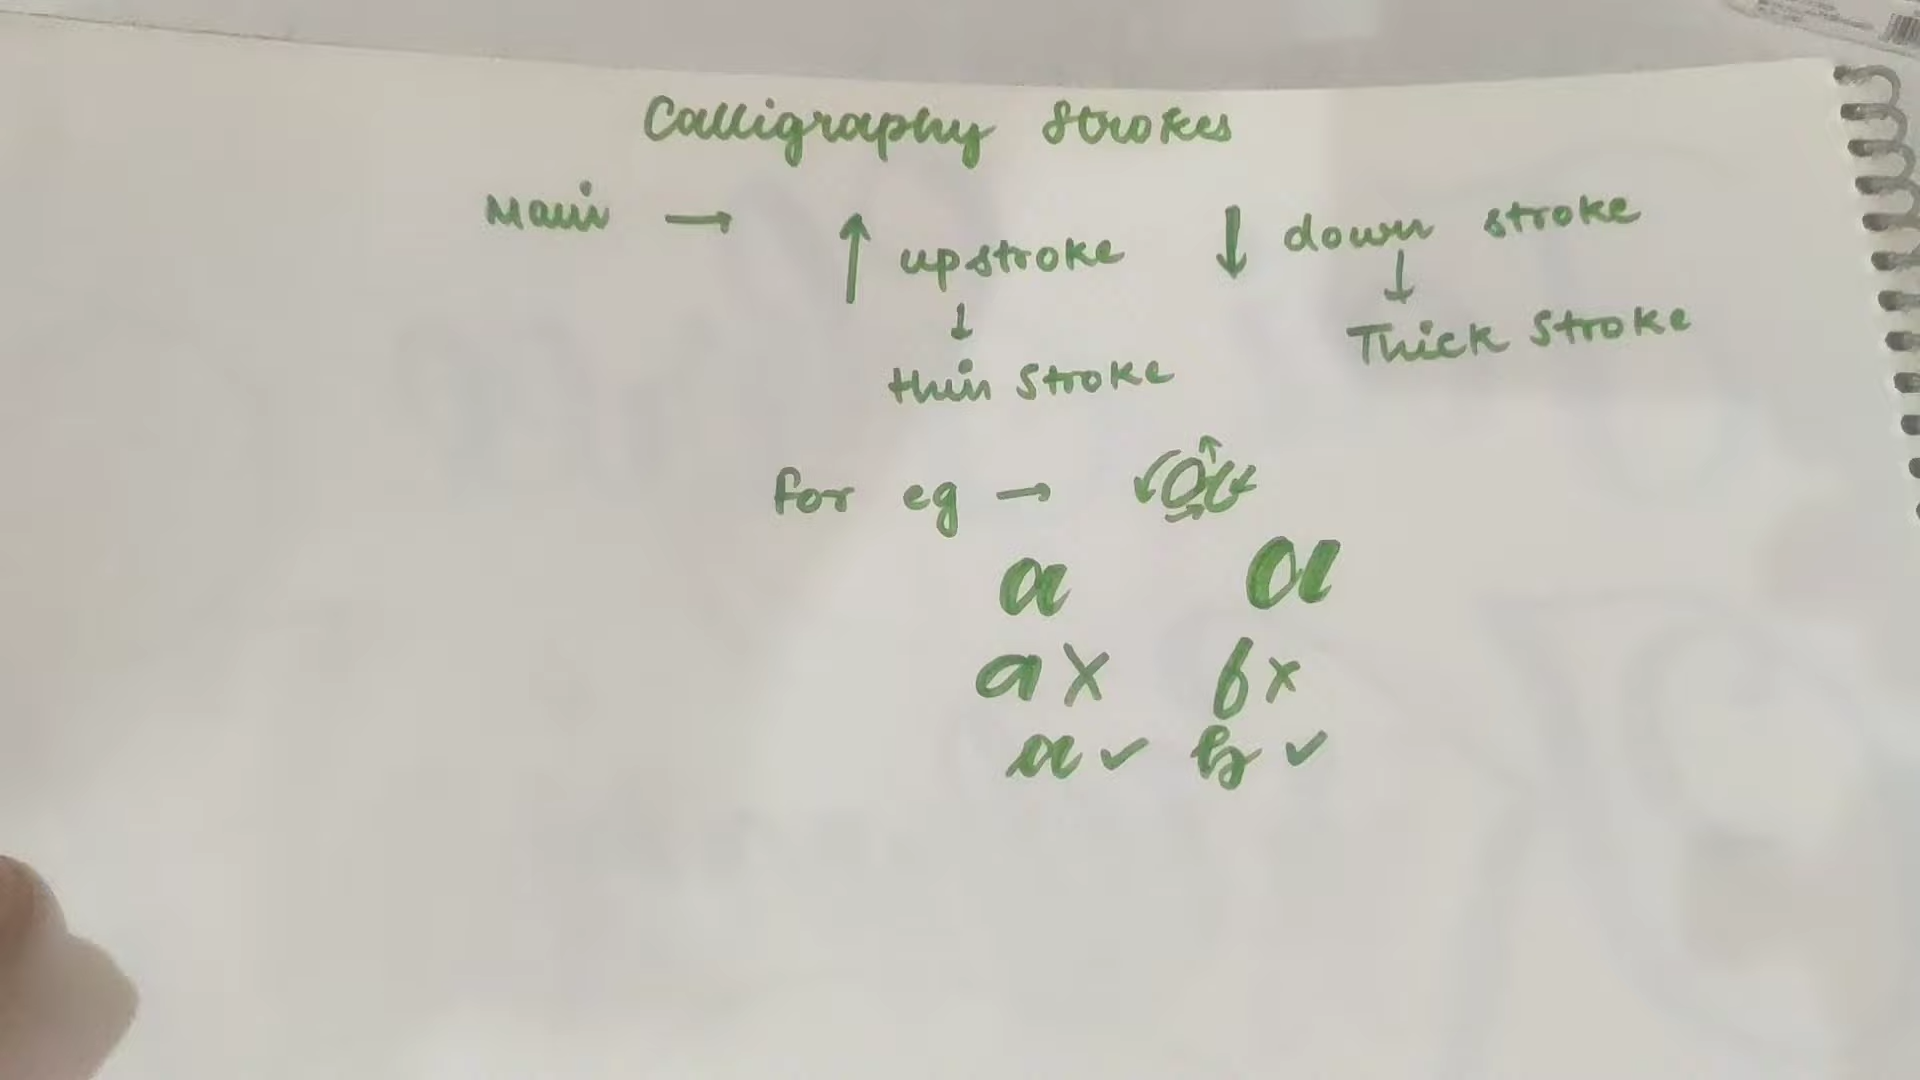 Calligraphy Strokes
Main → ↑ upstroke ↓ down stroke
↓ ↓
thin stroke Thick stroke
For eg → a
a a
a X b x
a ✓ b ✓